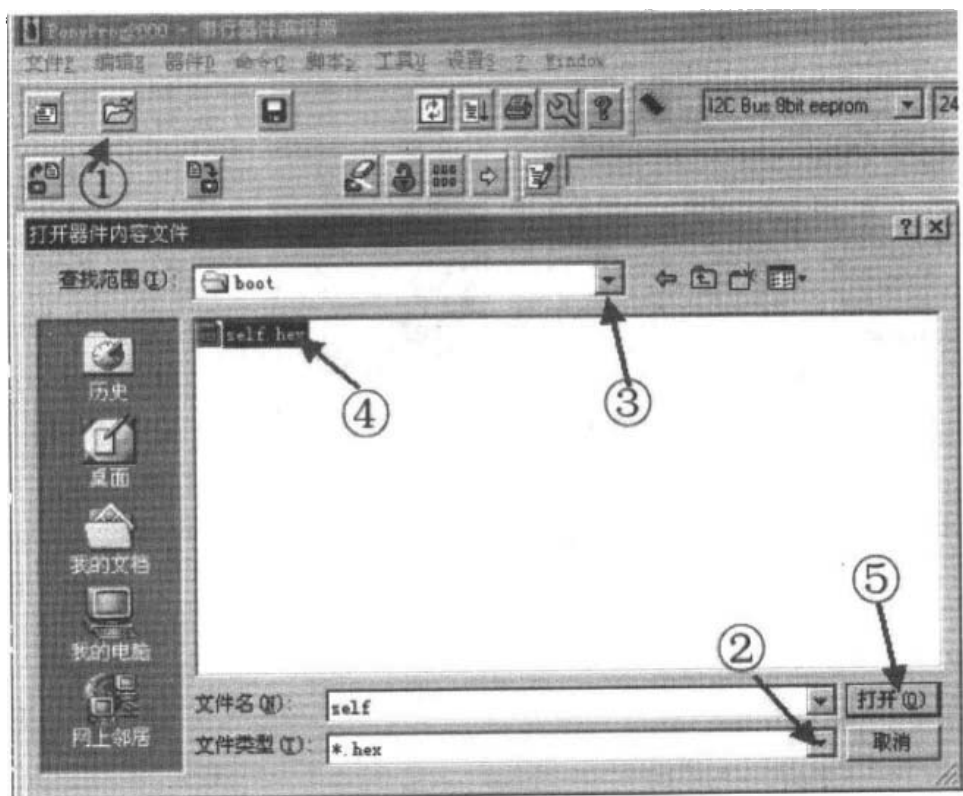 PonyProg2000 - 串行器件编程器
文件F 编辑E 器件D 命令C 脚本S 工具U 设置S ? Window
I2C Bus 8bit eeprom 24
①
打开器件内容文件
查找范围(I): boot
self.hex
③
④
历史
桌面
我的文档
⑤
我的电脑
②
网上邻居
文件名(N): self 打开(O)
文件类型(T): *.hex 取消